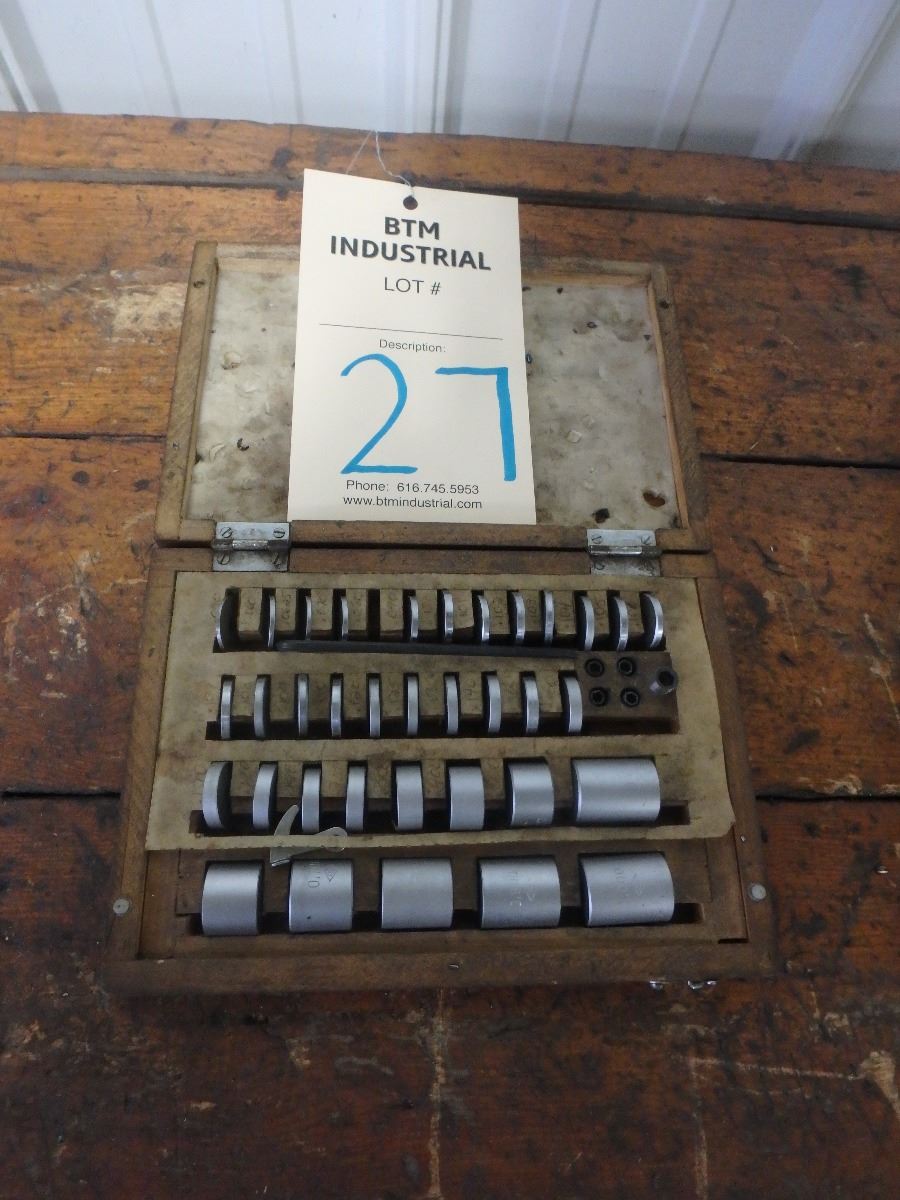 BTM
INDUSTRIAL
LOT #
Description:
27
Phone: 616.745.5953
www.btmindustrial.com